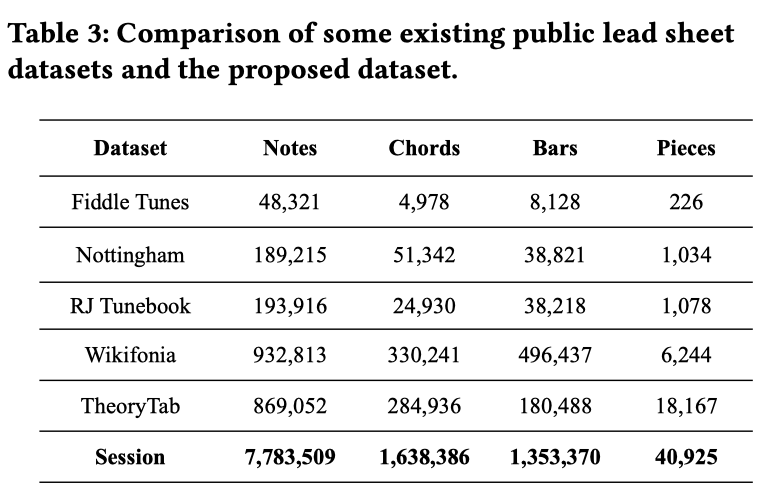 Table 3: Comparison of some existing public lead sheet
datasets and the proposed dataset.
Dataset Notes Chords Bars Pieces
Fiddle Tunes 48,321 4,978 8,128 226
Nottingham 189,215 51,342 38,821 1,034
RJ Tunebook 193,916 24,930 38,218 1,078
Wikifonia 932,813 330,241 496,437 6,244
TheoryTab 869,052 284,936 180,488 18,167
Session 7,783,509 1,638,386 1,353,370 40,925